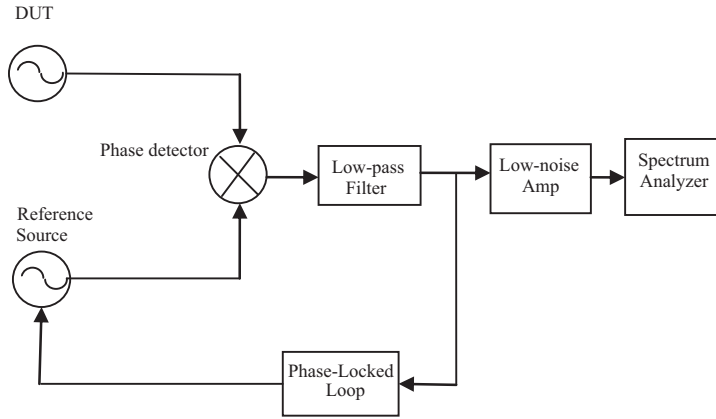 DUT
Phase detector
Low-pass
Filter
Low-noise
Amp
Spectrum
Analyzer
Reference
Source
Phase-Locked
Loop